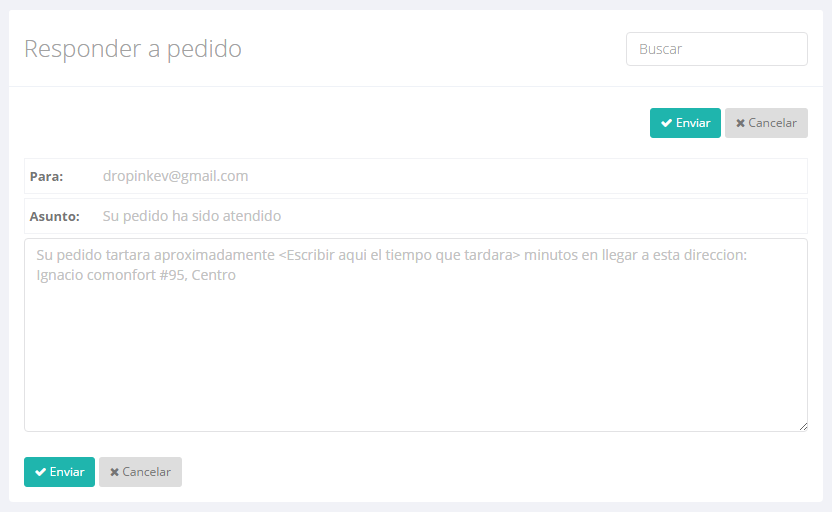 Responder a pedido
Buscar
Enviar
Cancelar
Para: dropinkev@gmail.com
Asunto: Su pedido ha sido atendido
Su pedido tartara aproximadamente <Escribir aqui el tiempo que tardara> minutos en llegar a esta direccion:
Ignacio comonfort #95, Centro
Enviar
Cancelar